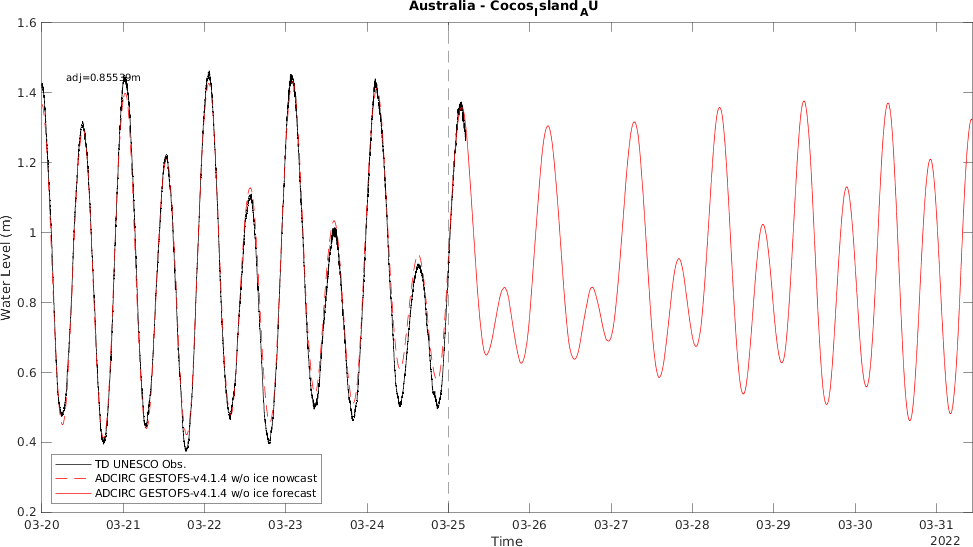 Australia - CocosIslandAU
adj=0.85539m
Water Level (m)
1.6
1.4
1.2
1
0.8
0.6
0.4
0.2
TD UNESCO Obs.
ADCIRC GESTOFS-v4.1.4 w/o ice nowcast
ADCIRC GESTOFS-v4.1.4 w/o ice forecast
03-20 03-21 03-22 03-23 03-24 03-25 03-26 03-27 03-28 03-29 03-30 03-31
Time
2022